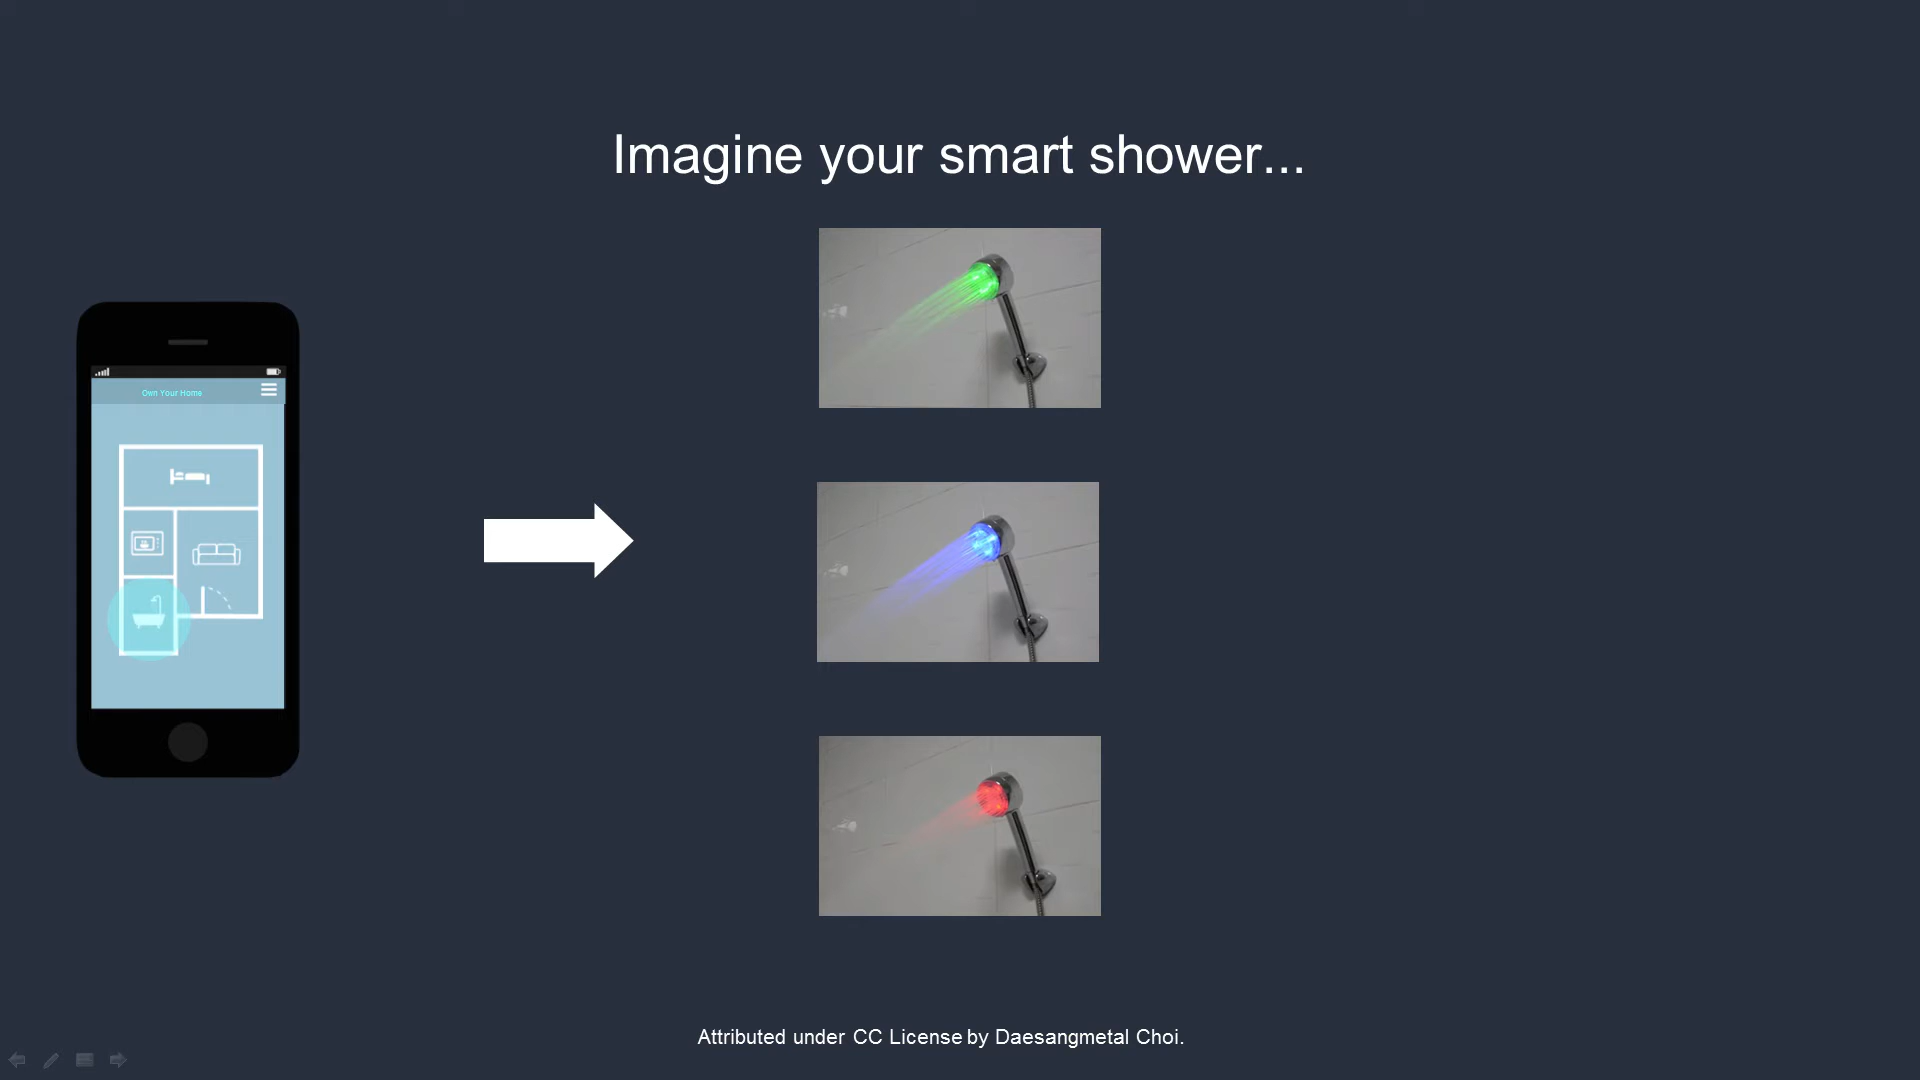 Imagine your smart shower...
Own Your Home
Attributed under CC License by Daesangmetal Choi.